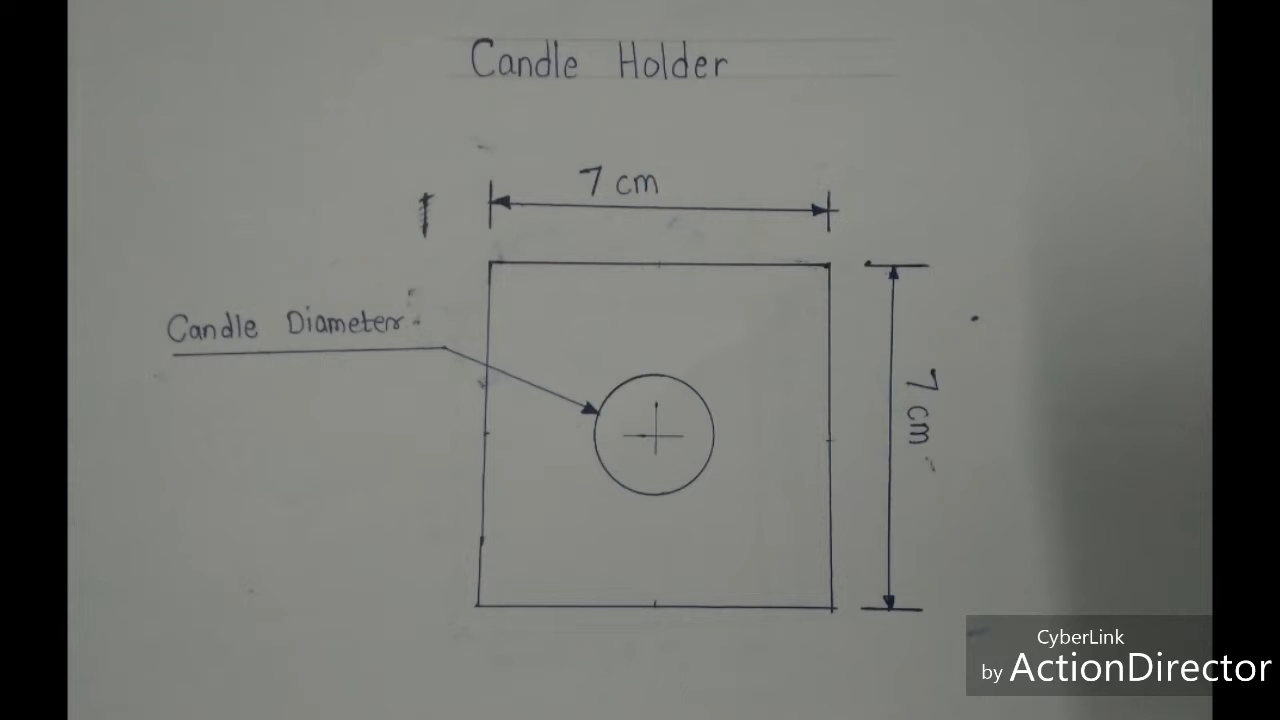 Candle Holder
7 cm
Candle Diameter
7 cm
CyberLink
by ActionDirector